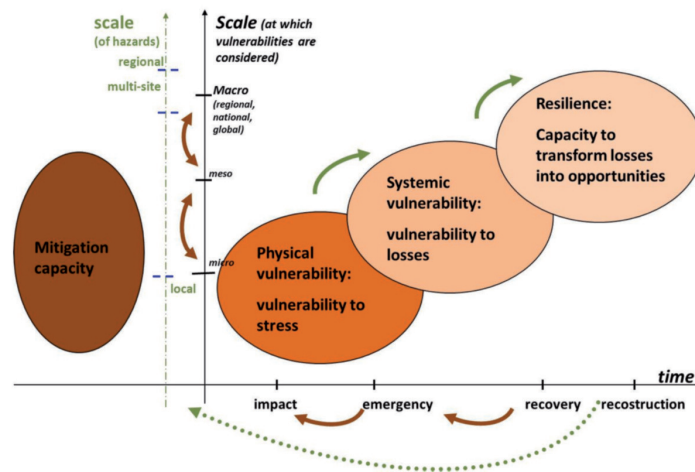 scale
(of hazards)
regional
multi-site
local
Scale (at which
vulnerabilities are
considered)
Macro
(regional,
national,
global)
meso
micro
Mitigation
capacity
Physical
vulnerability:
vulnerability to
stress
Systemic
vulnerability:
vulnerability to
losses
Resilience:
Capacity to
transform losses
into opportunities
time
impact
emergency
recovery
recostruction